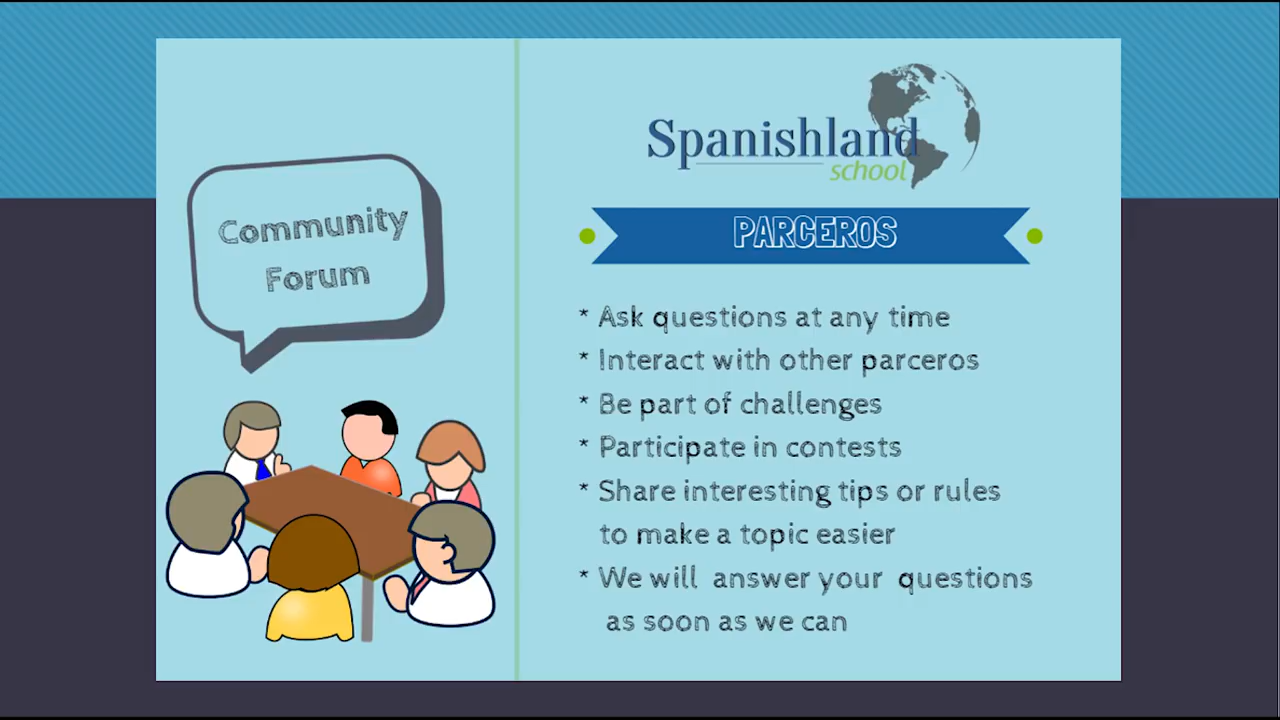 Community
Forum
Spanishland
school
PARCEROS
* Ask questions at any time
* Interact with other parceros
* Be part of challenges
* Participate in contests
* Share interesting tips or rules
to make a topic easier
* We will answer your questions
as soon as we can